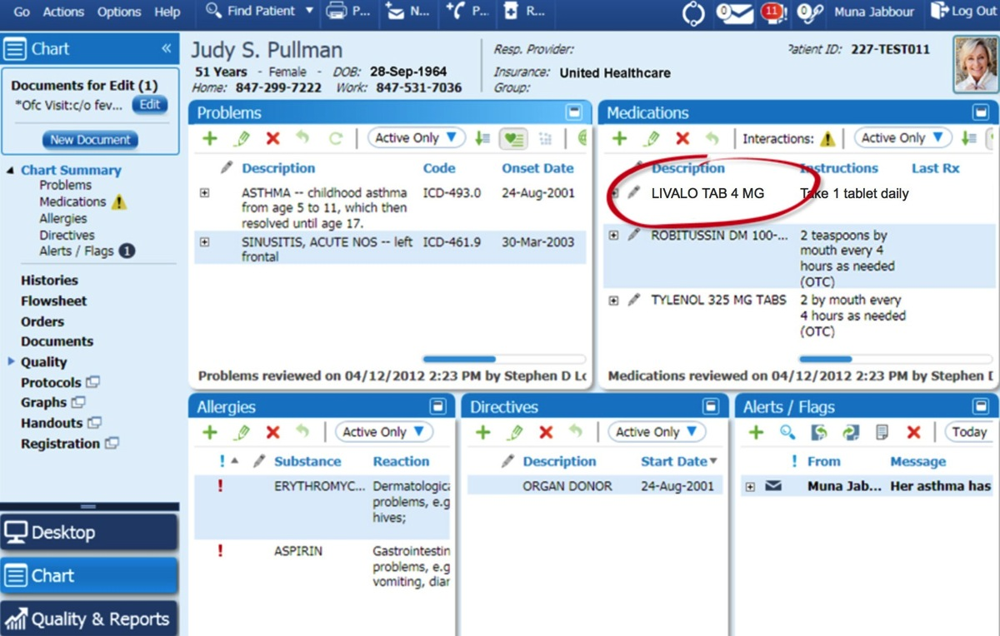 Go Actions Options Help Find Patient P... N... P... R... 0 11 ! 0 Muna Jabbour Log Out
Chart «
Documents for Edit (1)
*Ofc Visit:c/o fev... Edit
New Document
Chart Summary
Problems
Medications
Allergies
Directives
Alerts / Flags 1
Histories
Flowsheet
Orders
Documents
Quality
Protocols
Graphs
Handouts
Registration
Desktop
Chart
Quality & Reports
Judy S. Pullman
51 Years - Female - DOB: 28-Sep-1964
Home: 847-299-7222 Work: 847-531-7036
Resp. Provider:
Insurance: United Healthcare
Group:
Patient ID: 227-TEST011
Problems
Active Only
Description Code Onset Date
ASTHMA -- childhood asthma ICD-493.0 24-Aug-2001
from age 5 to 11, which then
resolved until age 17.
SINUSITIS, ACUTE NOS -- left ICD-461.9 30-Mar-2003
frontal
Problems reviewed on 04/12/2012 2:23 PM by Stephen D Lo
Medications
Interactions: Active Only
Description Instructions Last Rx
LIVALO TAB 4 MG Take 1 tablet daily
ROBITUSSIN DM 100-... 2 teaspoons by
mouth every 4
hours as needed
(OTC)
TYLENOL 325 MG TABS 2 by mouth every
4 hours as needed
(OTC)
Medications reviewed on 04/12/2012 2:23 PM by Stephen D
Allergies
Active Only
! Substance Reaction
! ERYTHROMYC... Dermatologica
problems, e.g
hives;
! ASPIRIN Gastrointestin
problems, e.g
vomiting, diar
Directives
Active Only
Description Start Date
ORGAN DONOR 24-Aug-2001
Alerts / Flags
Today
! From Message
Muna Jab... Her asthma has